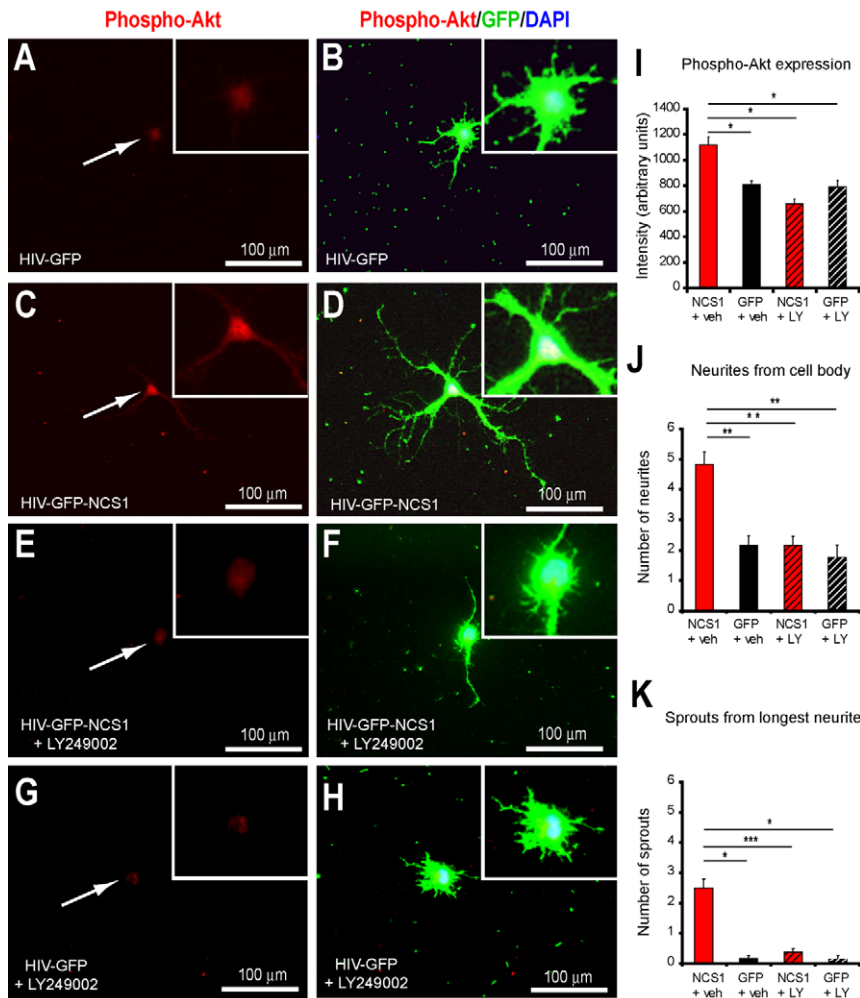 Phospho-Akt
Phospho-Akt/GFP/DAPI
A
HIV-GFP
100 µm
B
HIV-GFP
100 µm
C
HIV-GFP-NCS1
100 µm
D
HIV-GFP-NCS1
100 µm
E
HIV-GFP-NCS1
+ LY249002
100 µm
F
HIV-GFP-NCS1
+ LY249002
100 µm
G
HIV-GFP
+ LY249002
100 µm
H
HIV-GFP
+ LY249002
100 µm
I
Phospho-Akt expression
*
*
*
Intensity (arbitrary units)
1400
1200
1000
800
600
400
200
0
NCS1 GFP NCS1 GFP
+ veh + veh + LY + LY
J
Neurites from cell body
**
**
**
Number of neurites
6
5
4
3
2
1
0
NCS1 GFP NCS1 GFP
+ veh + veh + LY + LY
K
Sprouts from longest neurite
*
***
*
Number of sprouts
6
5
4
3
2
1
0
NCS1 GFP NCS1 GFP
+ veh + veh + LY + LY